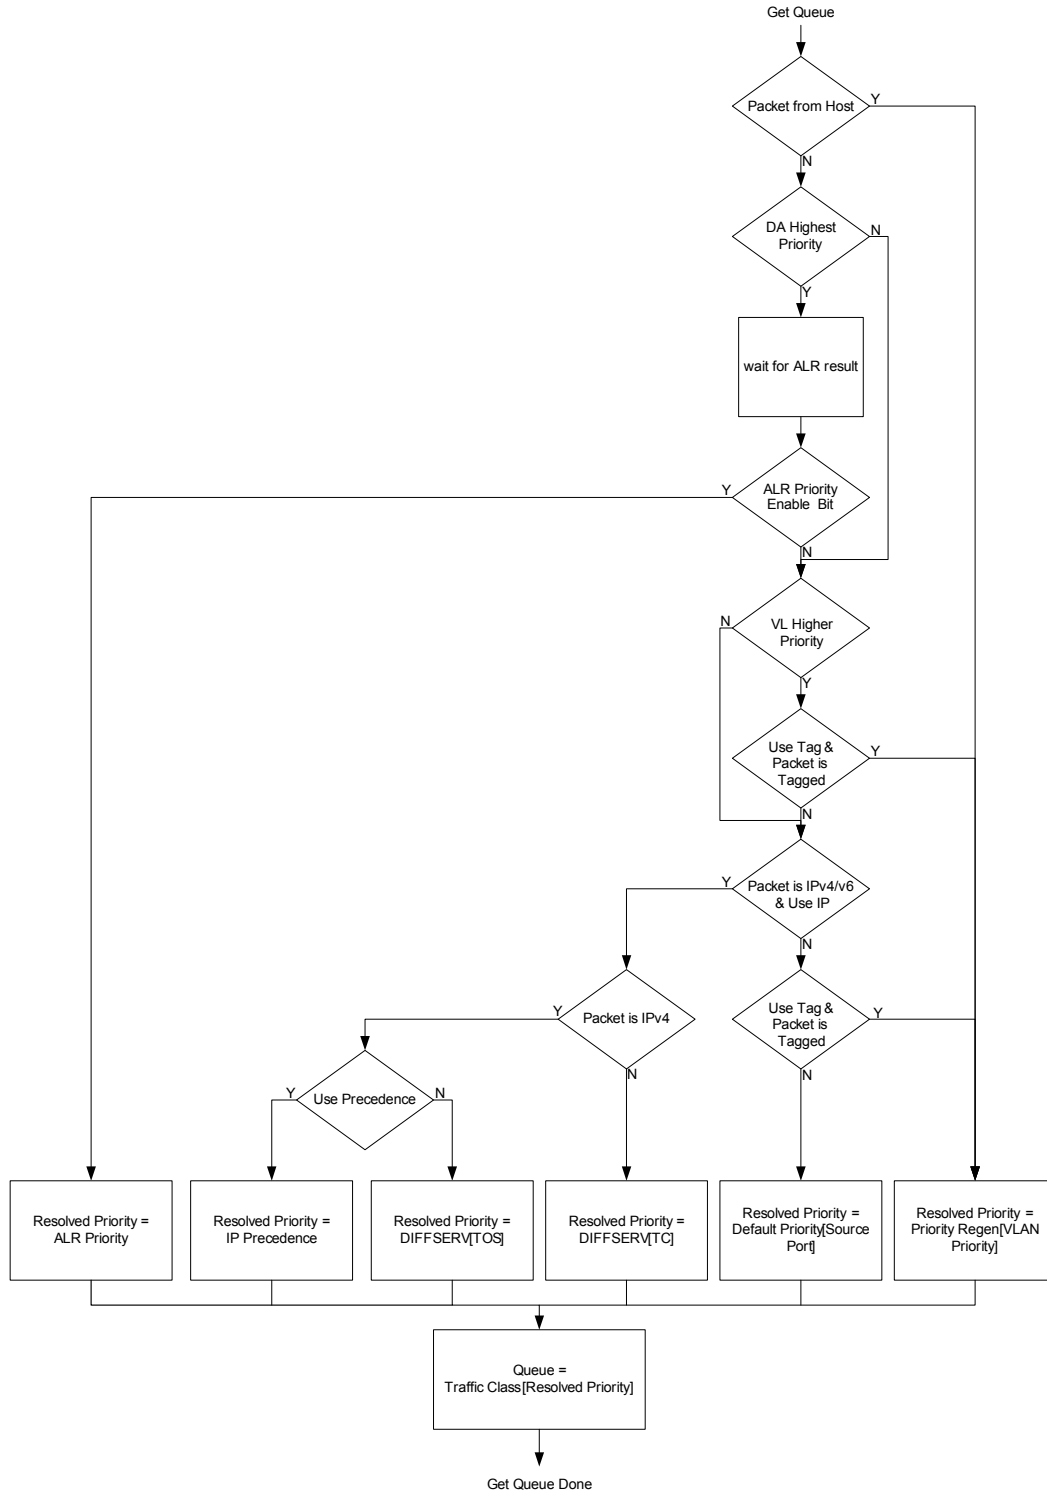 Get Queue
Packet from Host
Y
N
DA Highest
Priority
N
Y
wait for ALR result
ALR Priority
Enable Bit
Y
N
VL Higher
Priority
N
Y
Use Tag &
Packet is
Tagged
Y
N
Packet is IPv4/v6
& Use IP
Y
N
Packet is IPv4
Y
N
Use Tag &
Packet is
Tagged
Y
N
Use Precedence
Y
N
Resolved Priority =
ALR Priority
Resolved Priority =
IP Precedence
Resolved Priority =
DIFFSERV[TOS]
Resolved Priority =
DIFFSERV[TC]
Resolved Priority =
Default Priority[Source
Port]
Resolved Priority =
Priority Regen[VLAN
Priority]
Queue =
Traffic Class[Resolved Priority]
Get Queue Done